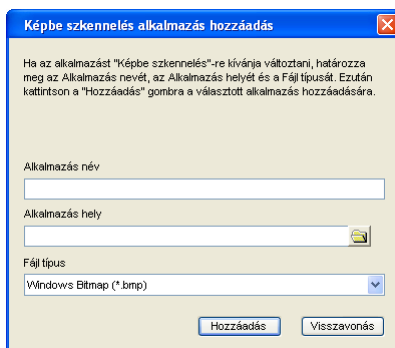 Képbe szkennelés alkalmazás hozzáadás
Ha az alkalmazást "Képbe szkennelés"-re kívánja változtani, határozza
meg az Alkalmazás nevét, az Alkalmazás helyét és a Fájl típusát. Ezután
kattintson a "Hozzáadás" gombra a választott alkalmazás hozzáadására.
Alkalmazás név
Alkalmazás hely
Fájl típus
Windows Bitmap (*.bmp)
Hozzáadás Visszavonás